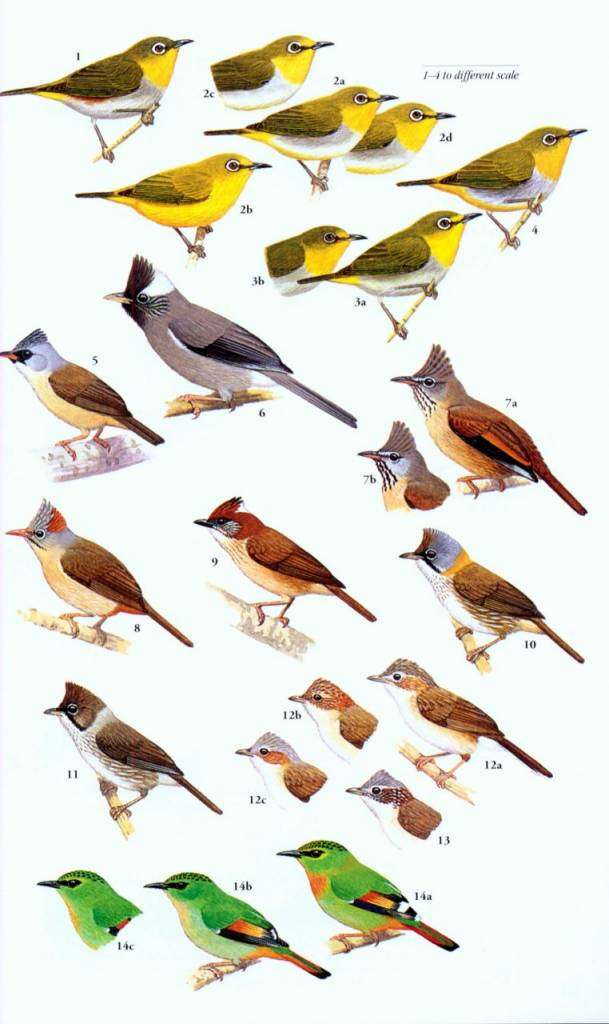 1
1–4 to different scale
2c
2a
2d
2b
4
3b
3a
5
6
7a
7b
8
9
10
11
12b
12a
12c
13
14b
14a
14c